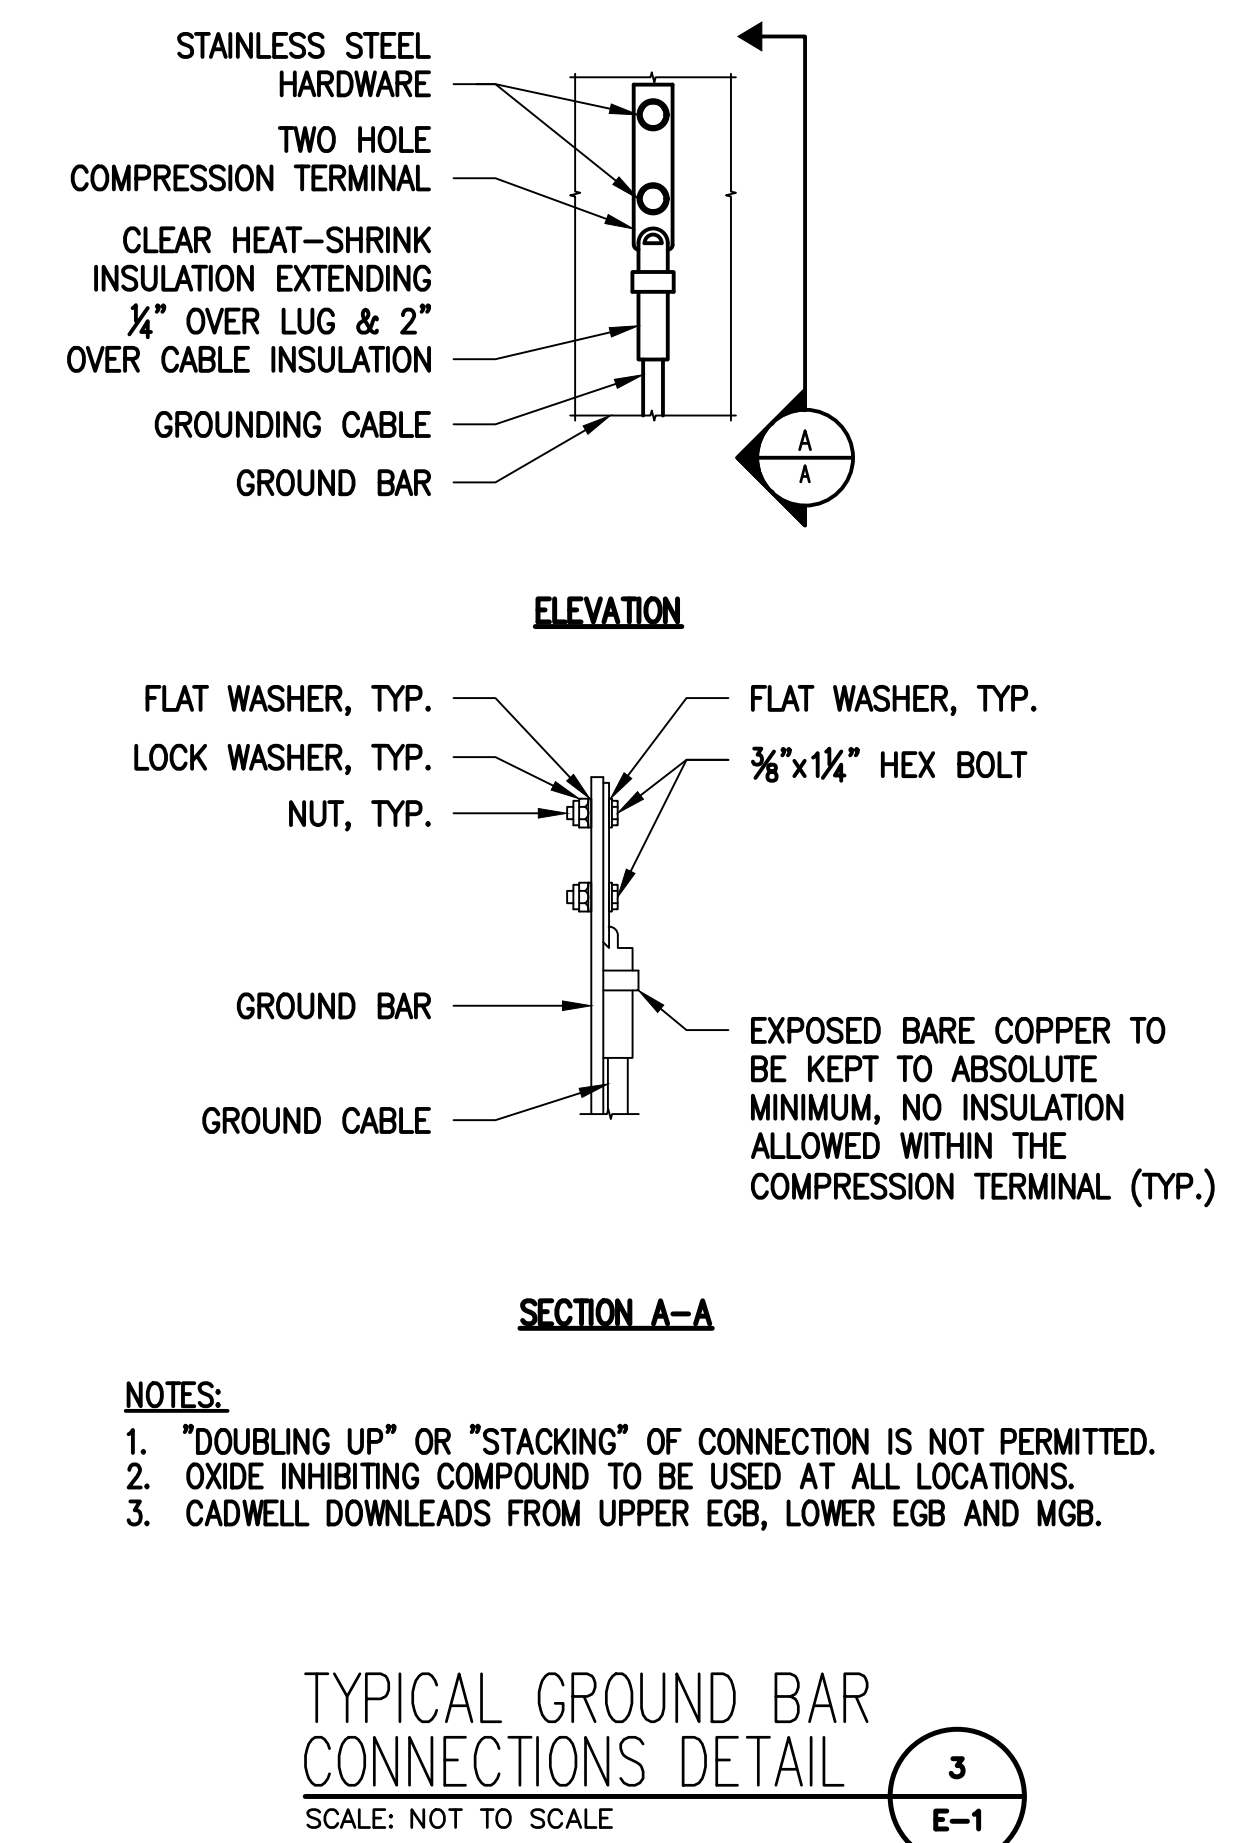 STAINLESS STEEL
HARDWARE
TWO HOLE
COMPRESSION TERMINAL
CLEAR HEAT-SHRINK
INSULATION EXTENDING
¼" OVER LUG & 2"
OVER CABLE INSULATION
GROUNDING CABLE
GROUND BAR
A
A
ELEVATION
FLAT WASHER, TYP.
LOCK WASHER, TYP.
NUT, TYP.
FLAT WASHER, TYP.
⅜"x1¼" HEX BOLT
GROUND BAR
GROUND CABLE
EXPOSED BARE COPPER TO
BE KEPT TO ABSOLUTE
MINIMUM, NO INSULATION
ALLOWED WITHIN THE
COMPRESSION TERMINAL (TYP.)
SECTION A-A
NOTES:
1. "DOUBLING UP" OR "STACKING" OF CONNECTION IS NOT PERMITTED.
2. OXIDE INHIBITING COMPOUND TO BE USED AT ALL LOCATIONS.
3. CADWELL DOWNLEADS FROM UPPER EGB, LOWER EGB AND MGB.
TYPICAL GROUND BAR
CONNECTIONS DETAIL
SCALE: NOT TO SCALE
3
E-1